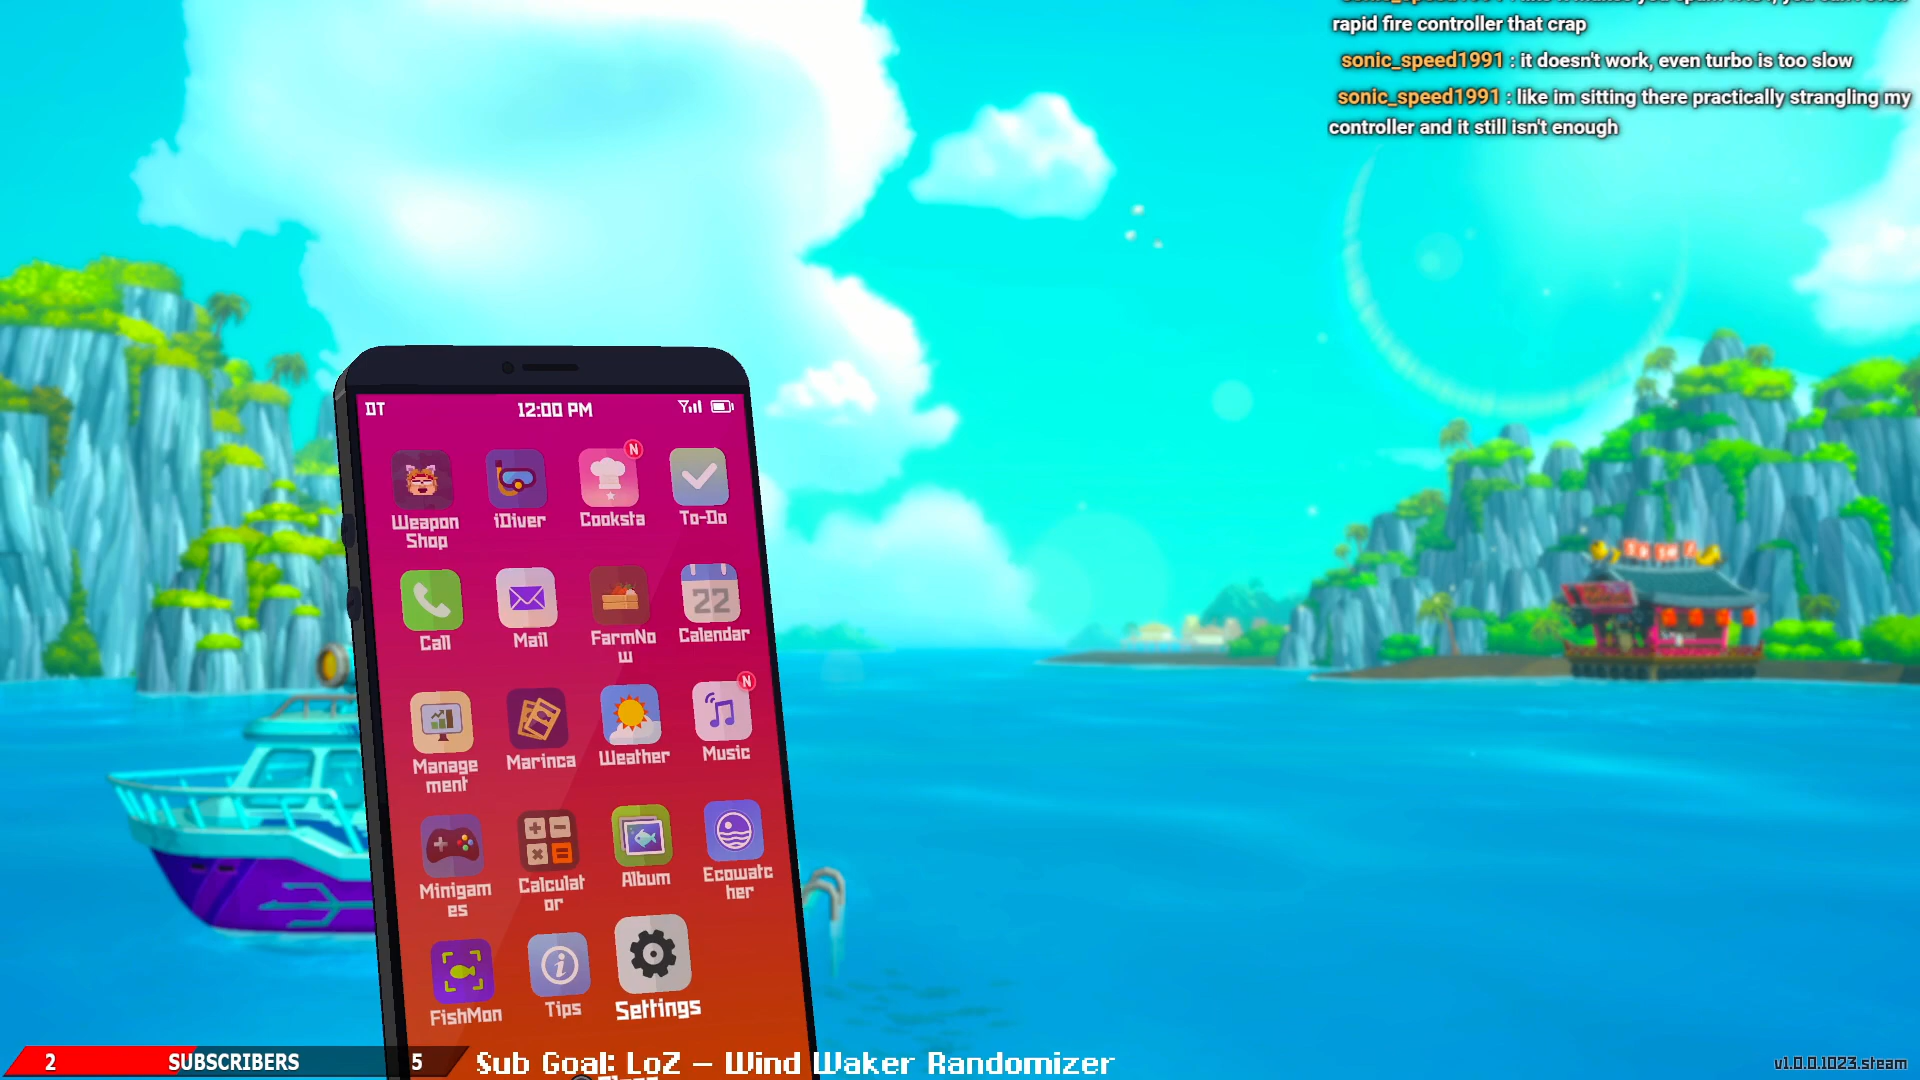 rapid fire controller that crap
sonic_speed1991 : it doesn't work, even turbo is too slow
sonic_speed1991 : like im sitting there practically strangling my
controller and it still isn't enough
DT
12:00 PM
Weapon
Shop
iDiver
N
Cooksta
To-Do
Call
Mail
FarmNo
w
22
Calendar
Manage
ment
Marinca
Weather
N
Music
Minigam
es
Calculat
or
Album
Ecowatc
her
FishMon
Tips
Settings
2
SUBSCRIBERS
5
Sub Goal: LoZ – Wind Waker Randomizer
v1.0.0.1023.steam